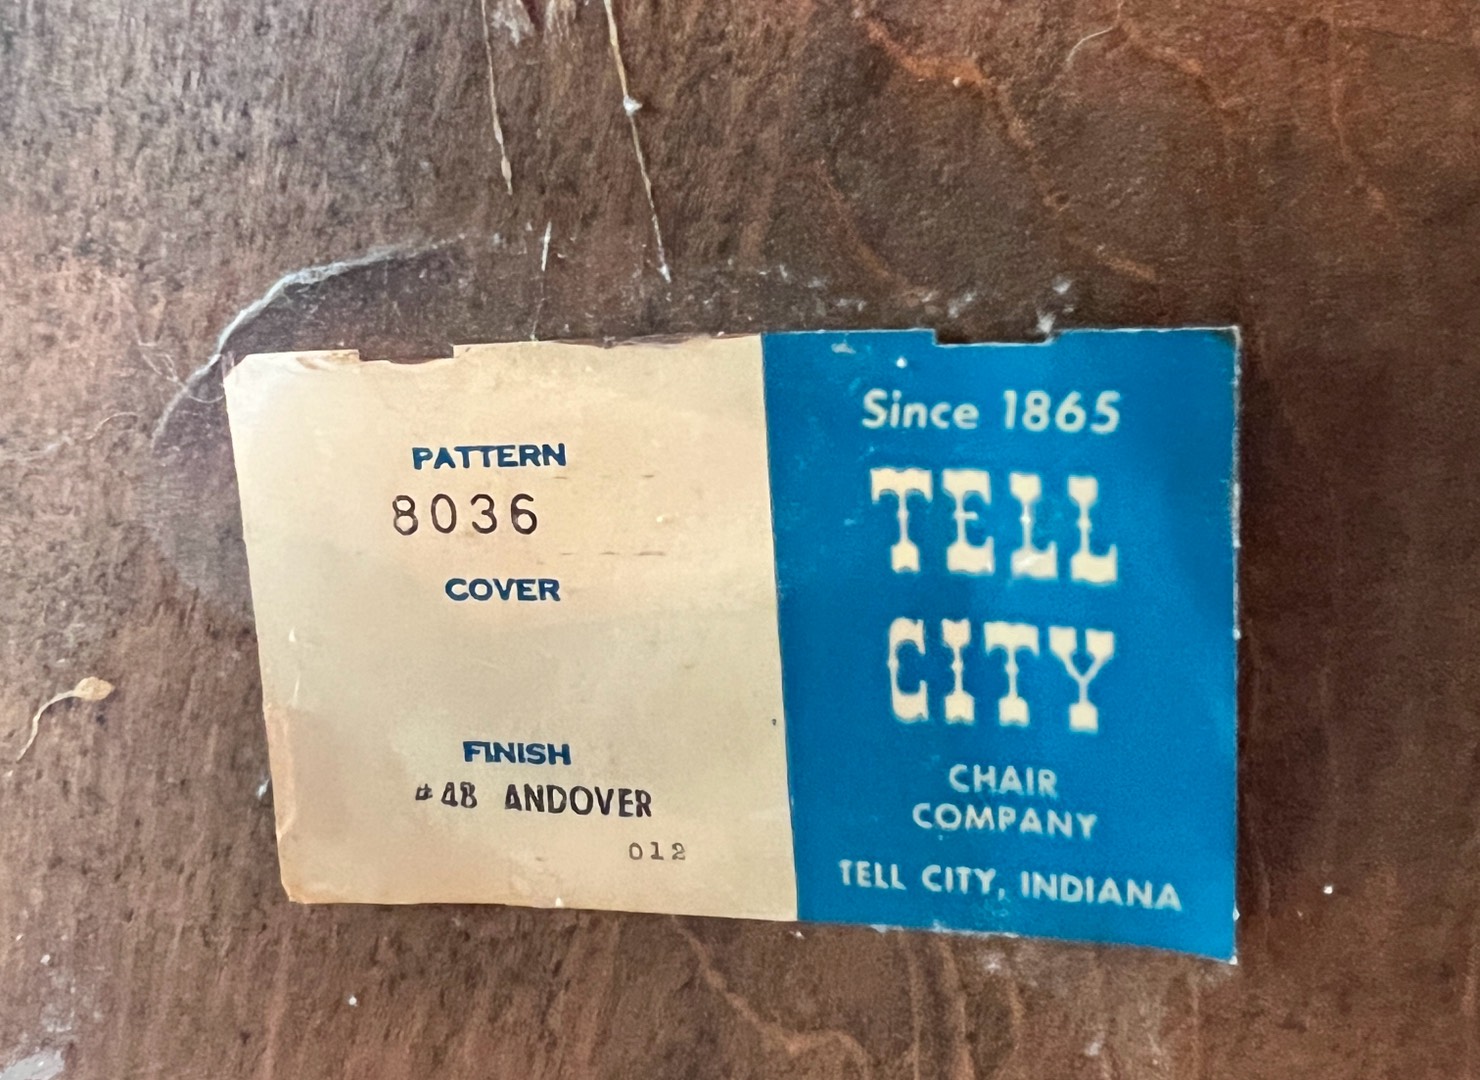 PATTERN
8036
COVER
FINISH
#48 ANDOVER
012
Since 1865
TELL
CITY
CHAIR
COMPANY
TELL CITY, INDIANA